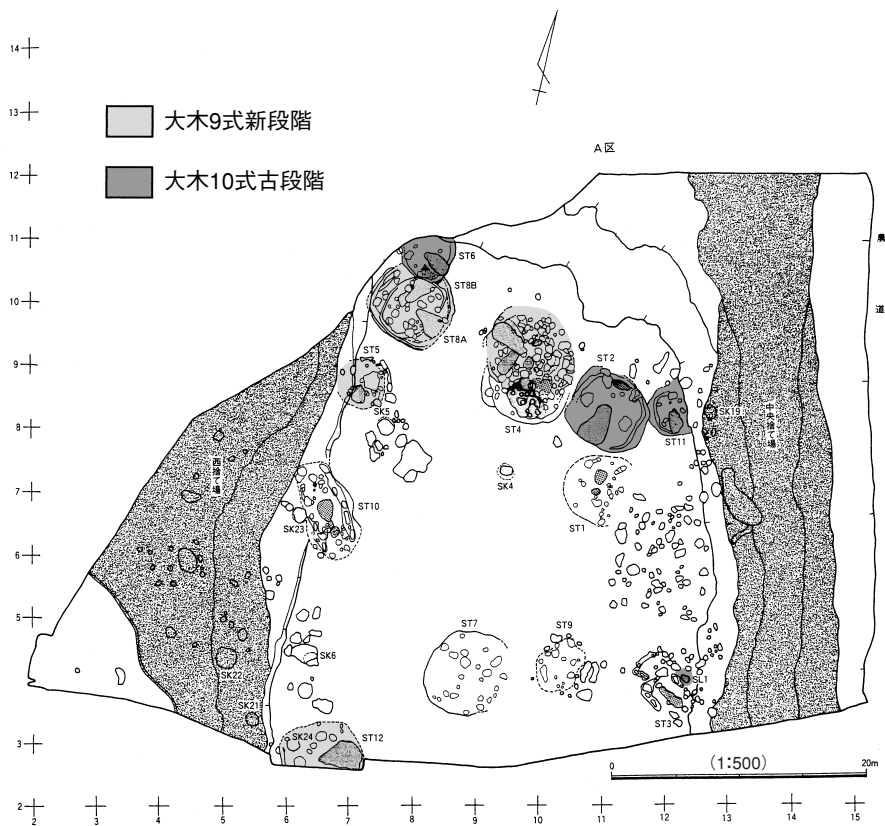 14
13
大木9式新段階
A区
12
大木10式古段階
11
農
ST6
ST8B
10
道
ST8A
9
ST5
ST2
8
SK5
ST4
ST11
SK19
中央捨て場
西捨て場
7
SK4
ST10
ST1
SK23
6
5
ST7
ST9
SK6
SK22
4
SL1
SK21
ST3
3
SK24
ST12
0
(1:500)
20m
2
2
3
4
5
6
7
8
9
10
11
12
13
14
15